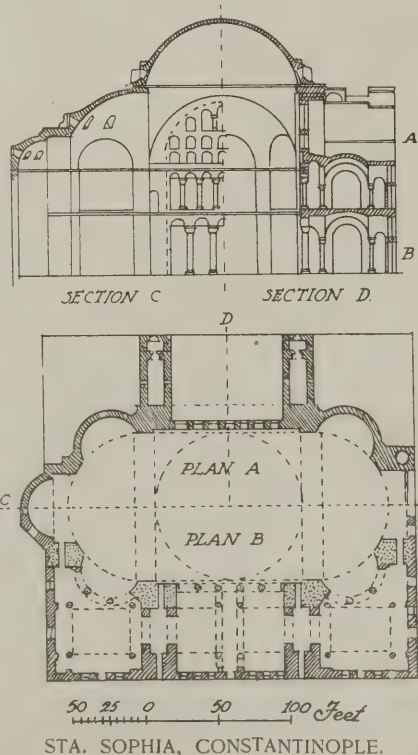 A
B
SECTION C SECTION D.
D
PLAN A
C
PLAN B
50 25 0 50 100 Feet
STA. SOPHIA, CONSTANTINOPLE.